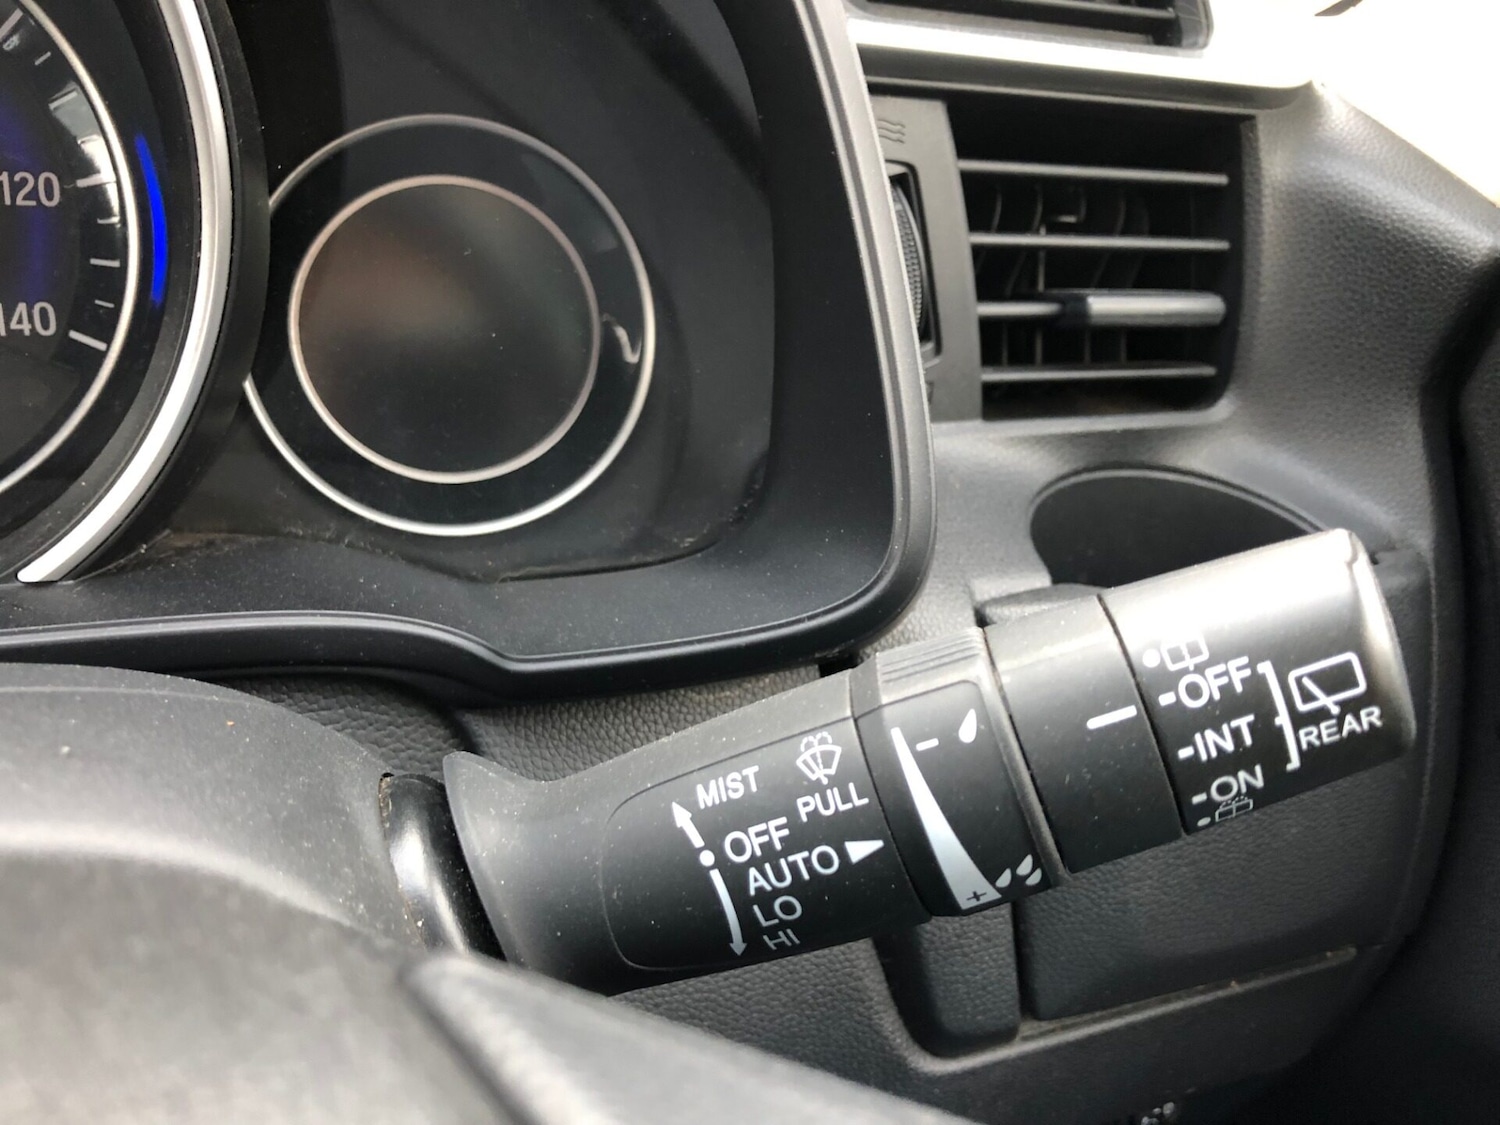 120
140
MIST
PULL
OFF
AUTO
LO
HI
-
+
OFF
-INT
-ON
REAR